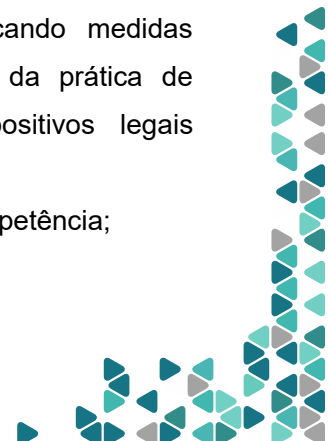 cando medidas
da prática de
positivos legais
petência;